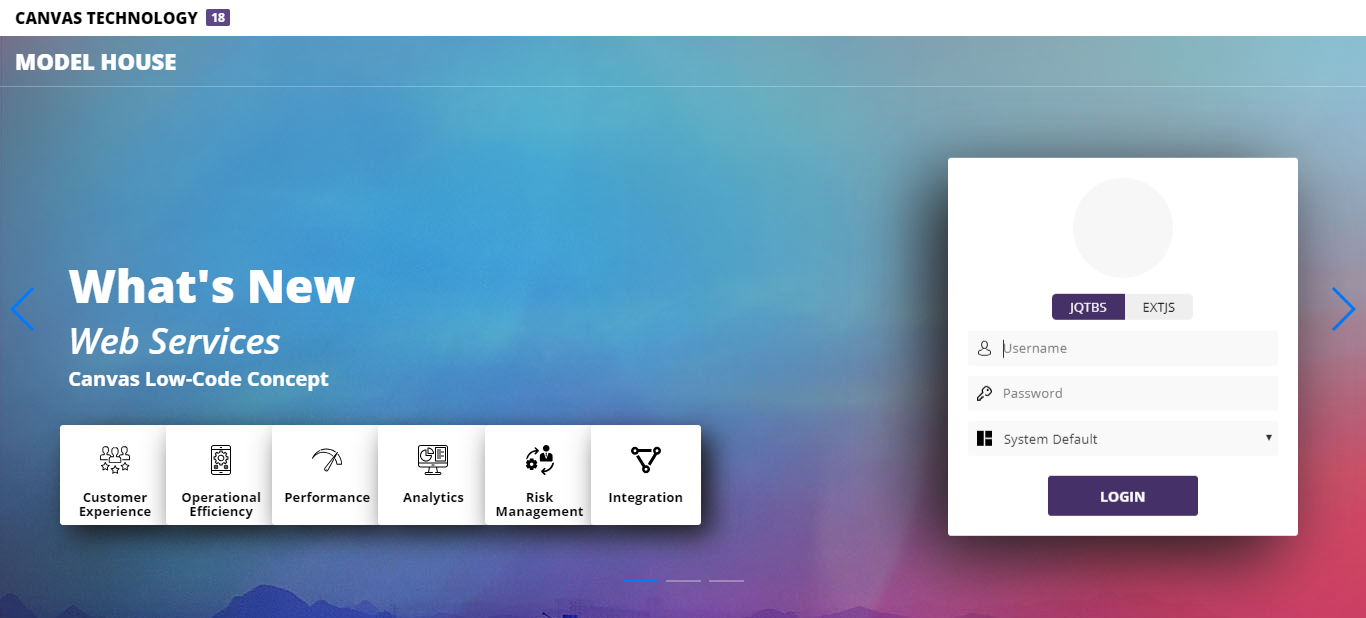 CANVAS TECHNOLOGY 18
MODEL HOUSE
What's New
Web Services
Canvas Low-Code Concept
Customer
Experience
Operational
Efficiency
Performance
Analytics
Risk
Management
Integration
JQTBS EXTJS
Username
Password
System Default
LOGIN